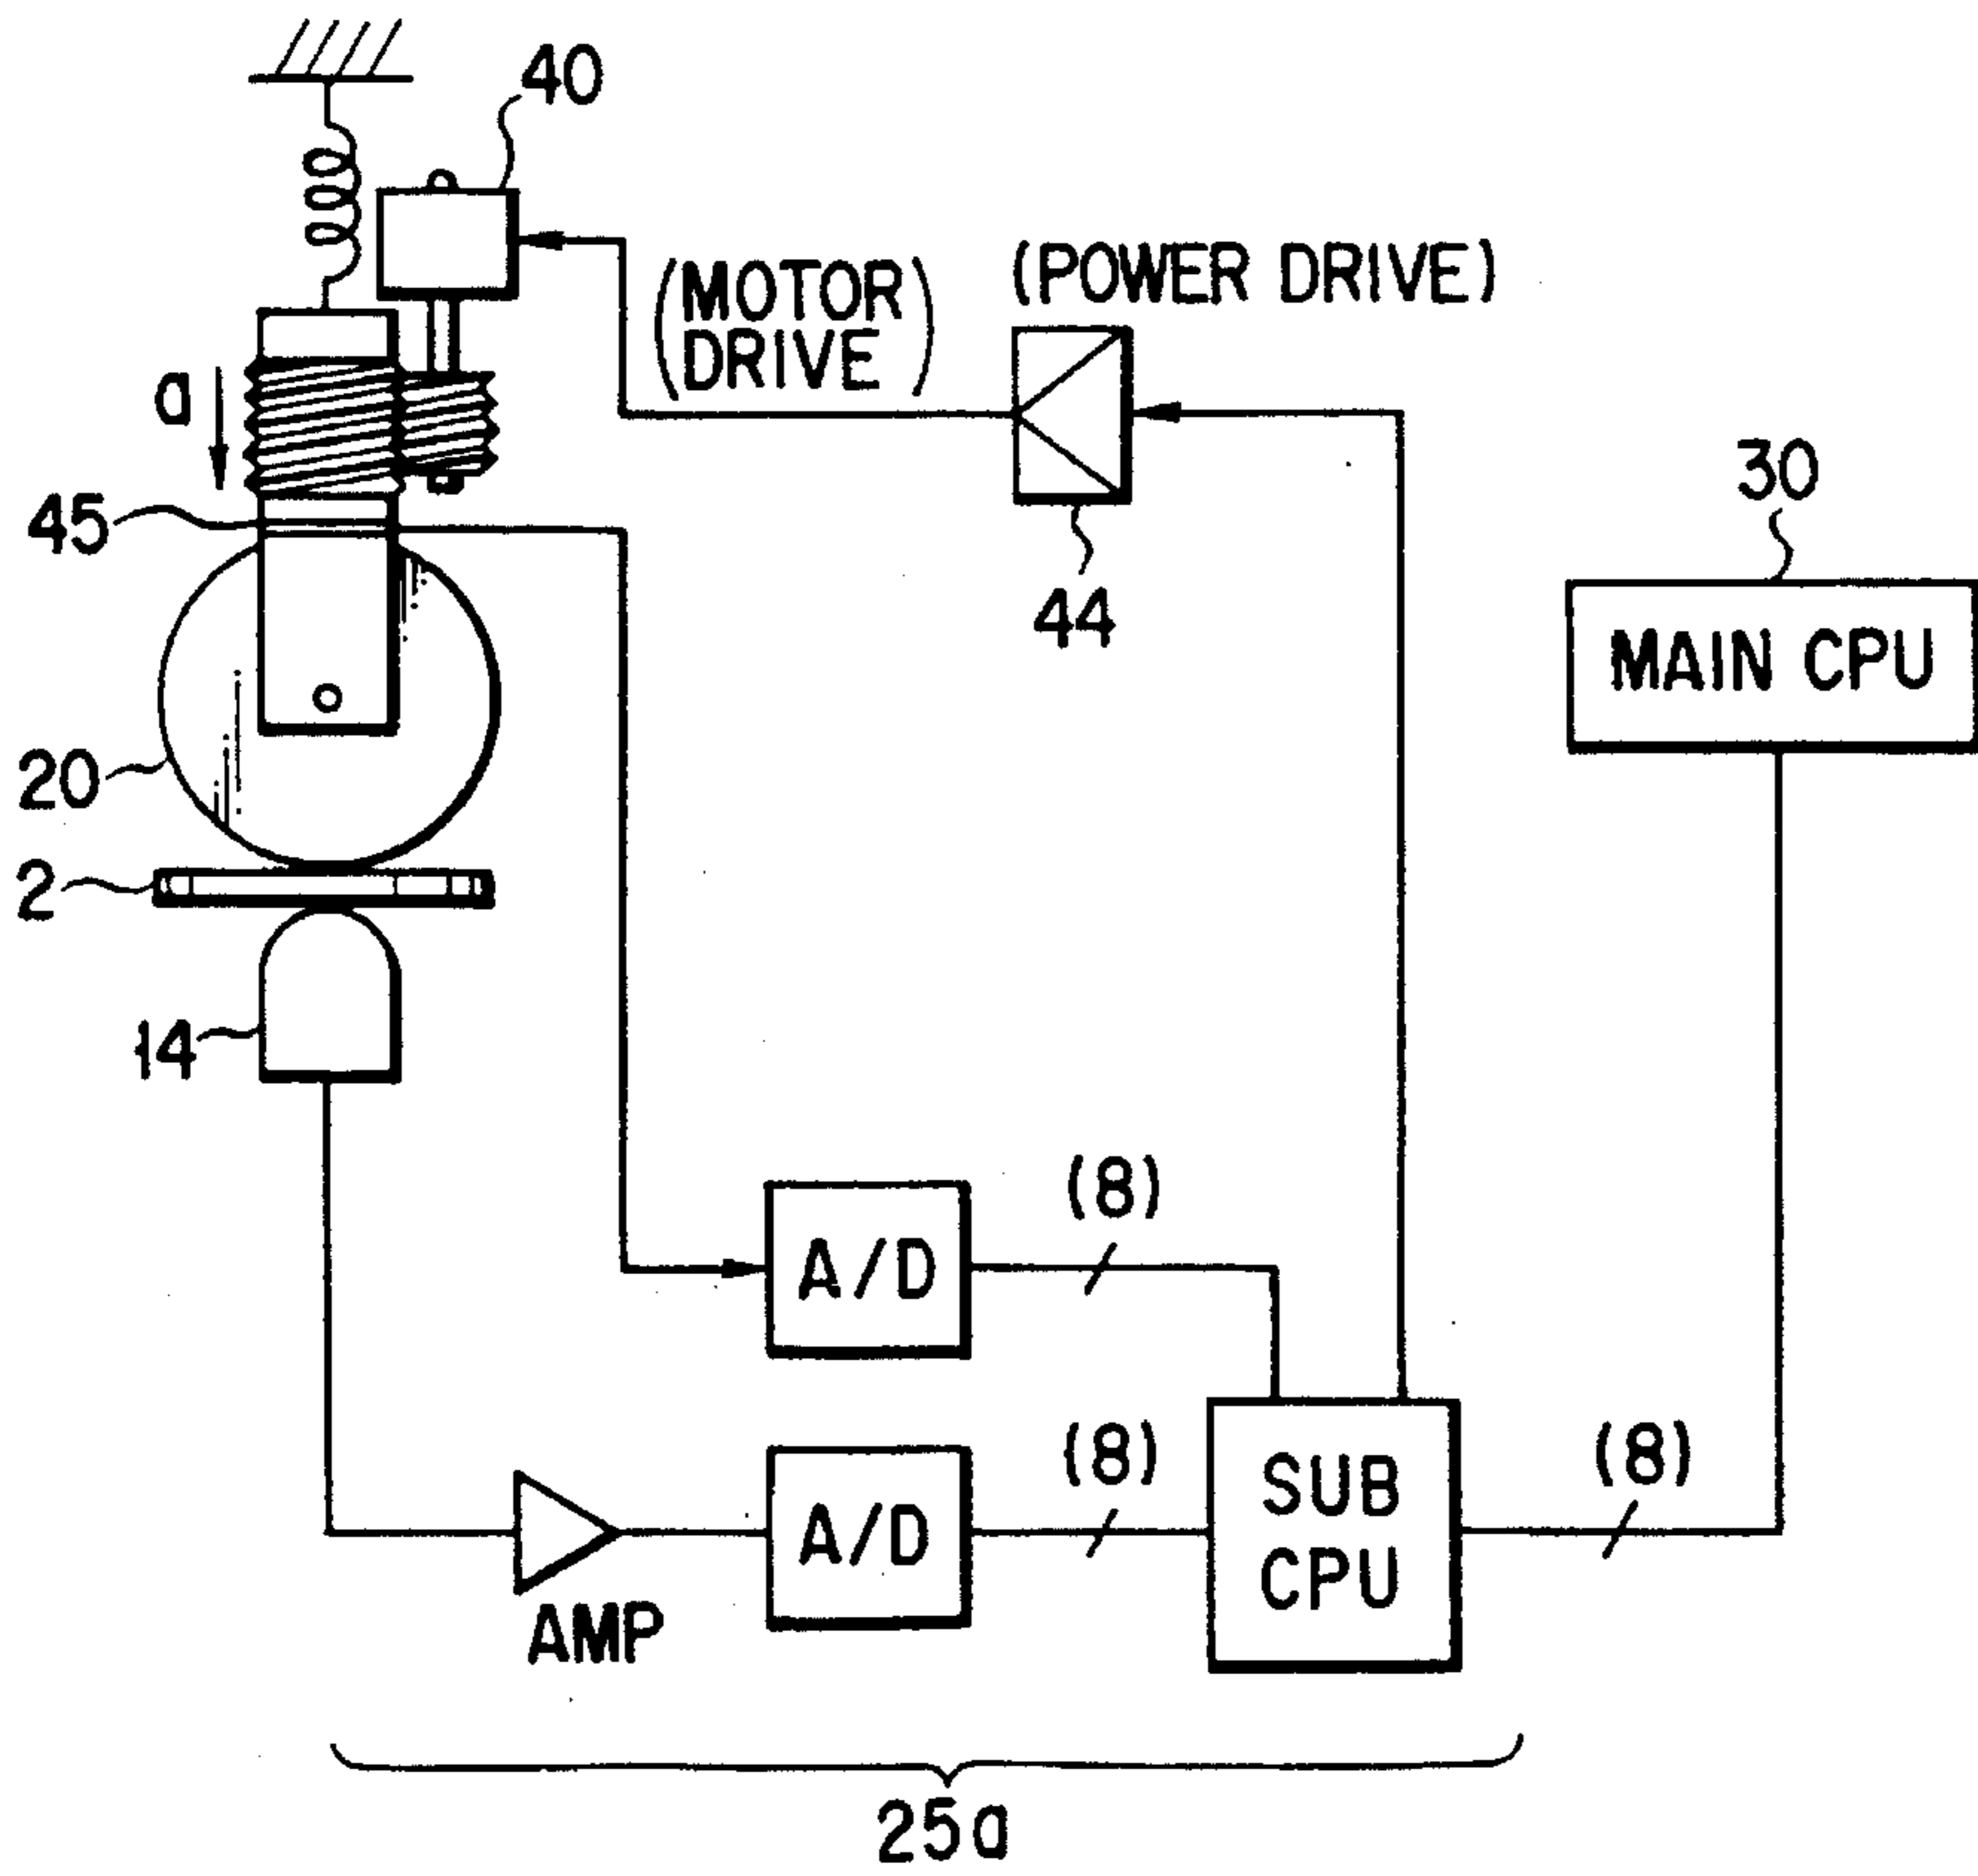 40
(POWER DRIVE)
(MOTOR
DRIVE)
a
30
45
44
MAIN CPU
20
2
14
(8)
A/D
(8)
(8)
A/D
SUB
CPU
AMP
25a